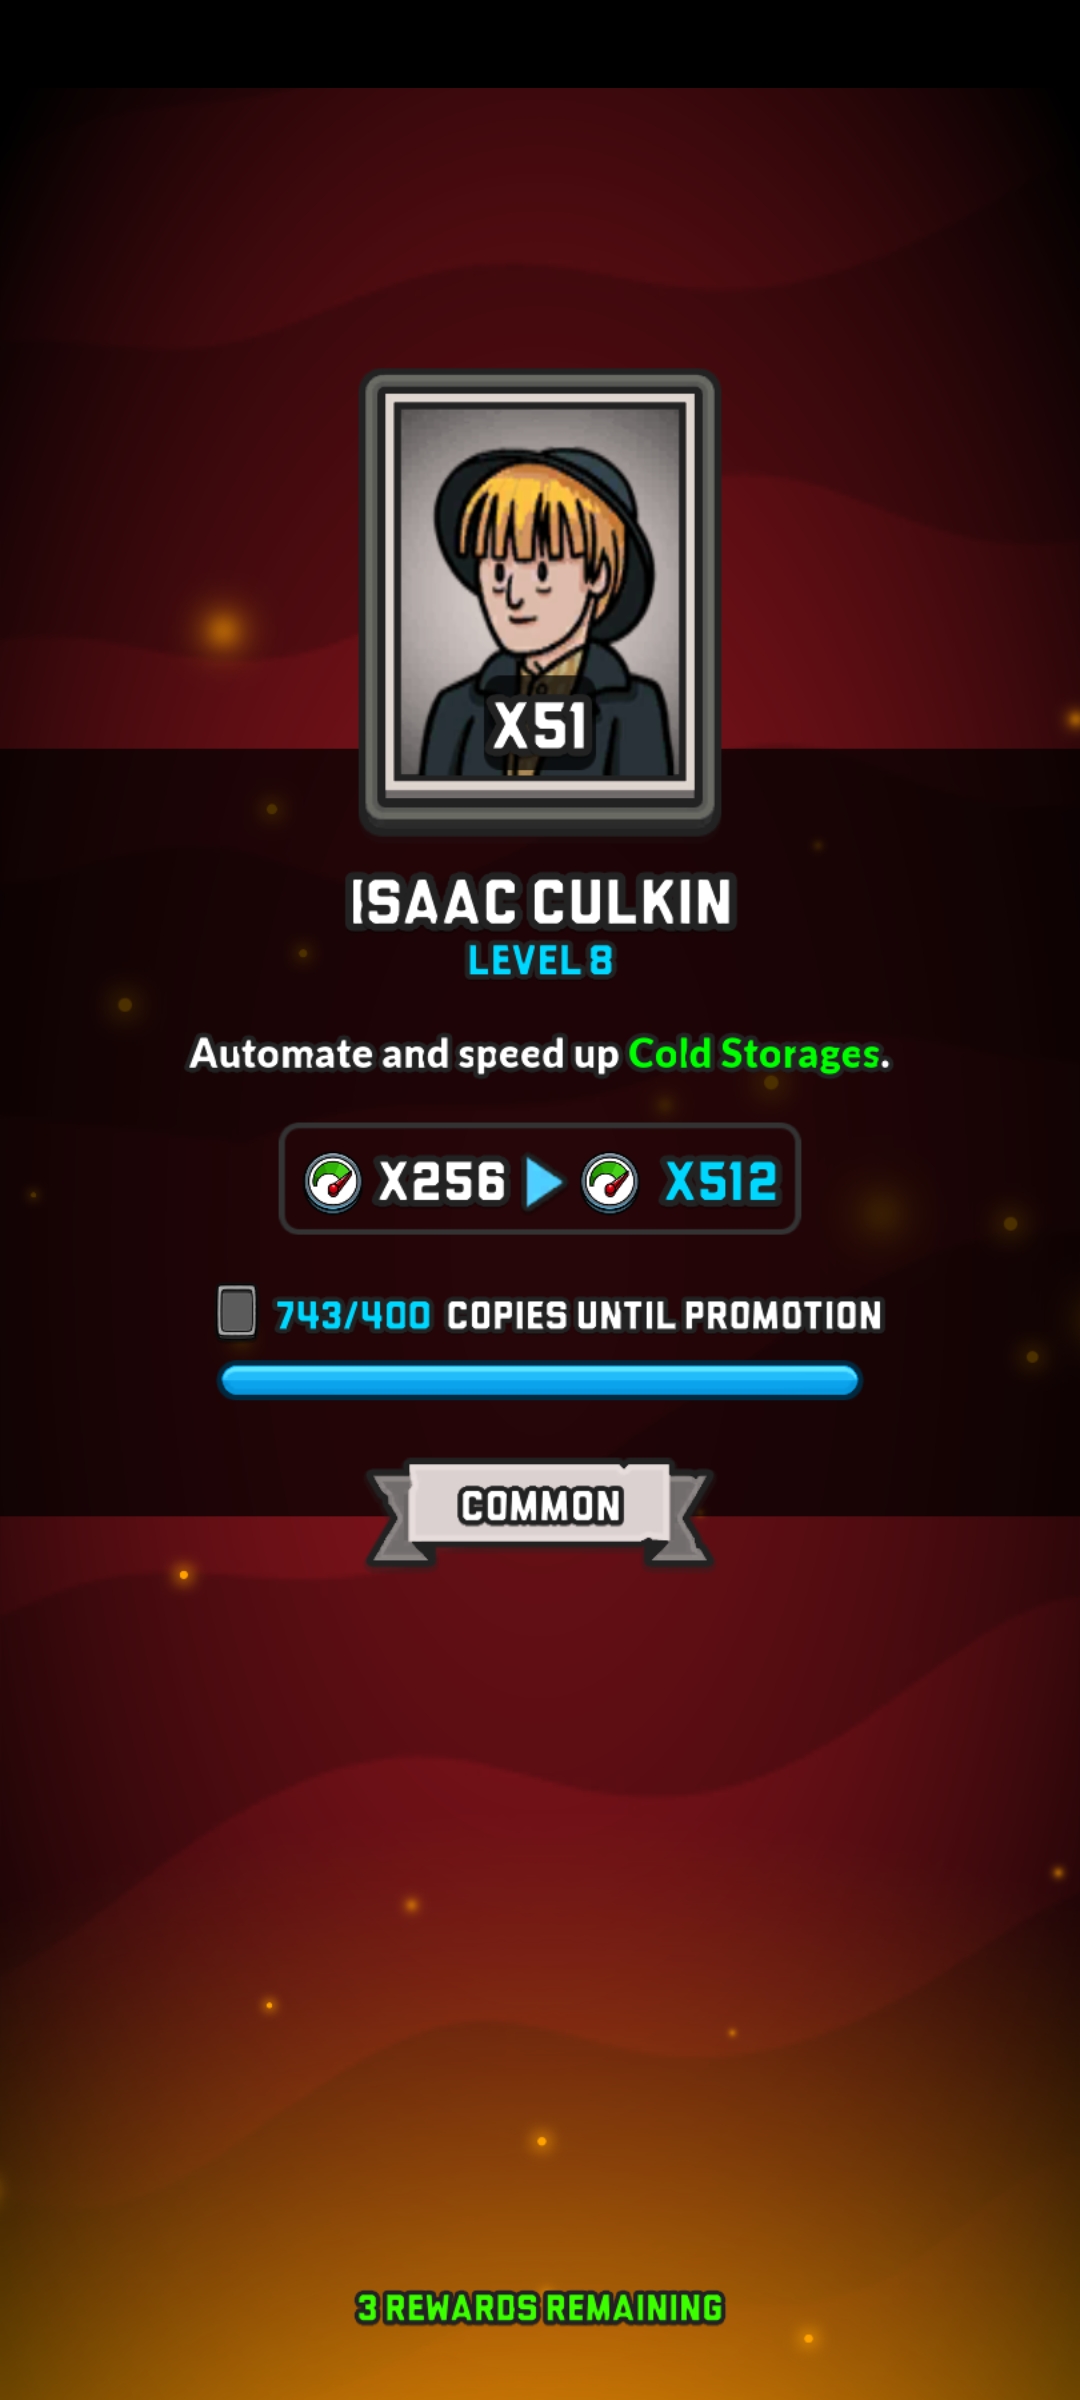 X51
ISAAC CULKIN
LEVEL 8
Automate and speed up Cold Storages.
X256 X512
743/400 COPIES UNTIL PROMOTION
COMMON
3 REWARDS REMAINING